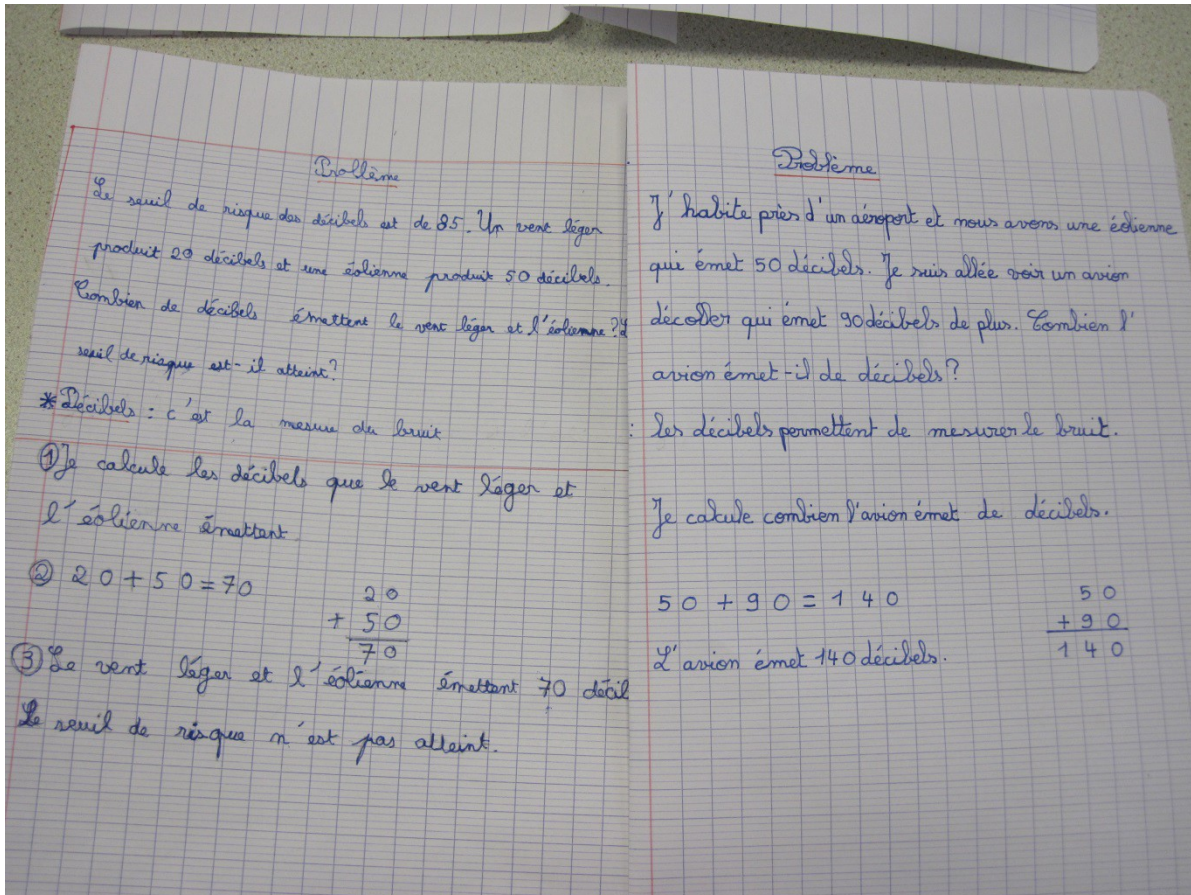 Problème
Le seuil de risque des décibels est de 85. Un vent léger
produit 20 décibels et une éolienne produit 50 décibels.
Combien de décibels émettent le vent léger et l'éolienne ? L
seuil de risque est-il atteint?
*Décibels : c'est la mesure du bruit
① Je calcule les décibels que le vent léger et
l'éolienne émettent
② 20 + 50 = 70
20
+ 50
70
③ Le vent léger et l'éolienne émettent 70 décib
Le seuil de risque n'est pas atteint.
Problème
J'habite près d'un aéroport et nous avons une éolienne
qui émet 50 décibels. Je suis allée voir un avion
décoller qui émet 90 décibels de plus. Combien l'
avion émet-il de décibels?
: les décibels permettent de mesurer le bruit.
Je calcule combien l'avion émet de décibels.
50 + 90 = 140
50
+ 90
140
L'avion émet 140 décibels.